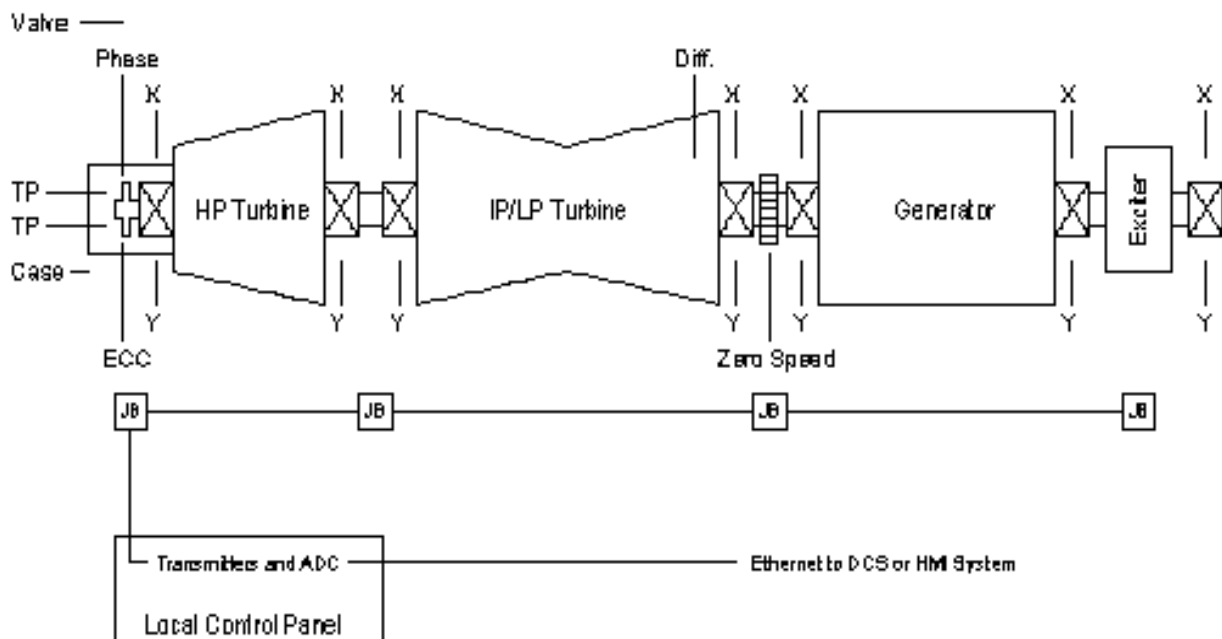 Valve
Phase
Diff.
X X X X X X X
TP
TP
HP Turbine
IP/LP Turbine
Generator
Exciter
Case
Y Y Y Y Y Y Y
ECC
Zero Speed
JB JB JB JB
Transmitters and ADC
Ethernet to DCS or HMI System
Local Control Panel